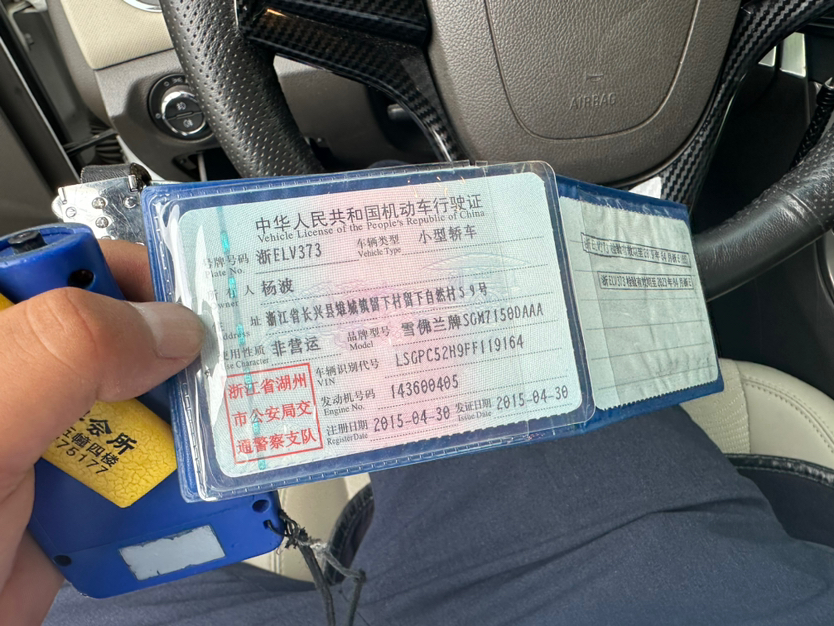 AIRBAG
中华人民共和国机动车行驶证
Vehicle License of the People's Republic of China
号牌号码 浙ELV373 车辆类型 小型轿车
Plate No. Vehicle Type
人 杨波
Owner
址 浙江省长兴县雉城镇留下村留下自然村59号
Address
使用性质 非营运 品牌型号 雪佛兰牌SGM7150DAAA
Use Character Model
车辆识别代号 LSGPC52H9FF119164
VIN
发动机号码 143600405
Engine No.
注册日期 2015-04-30 发证日期 2015-04-30
Register Date Issue Date
浙江省湖州
市公安局交
通警察支队
会所
四楼
75177